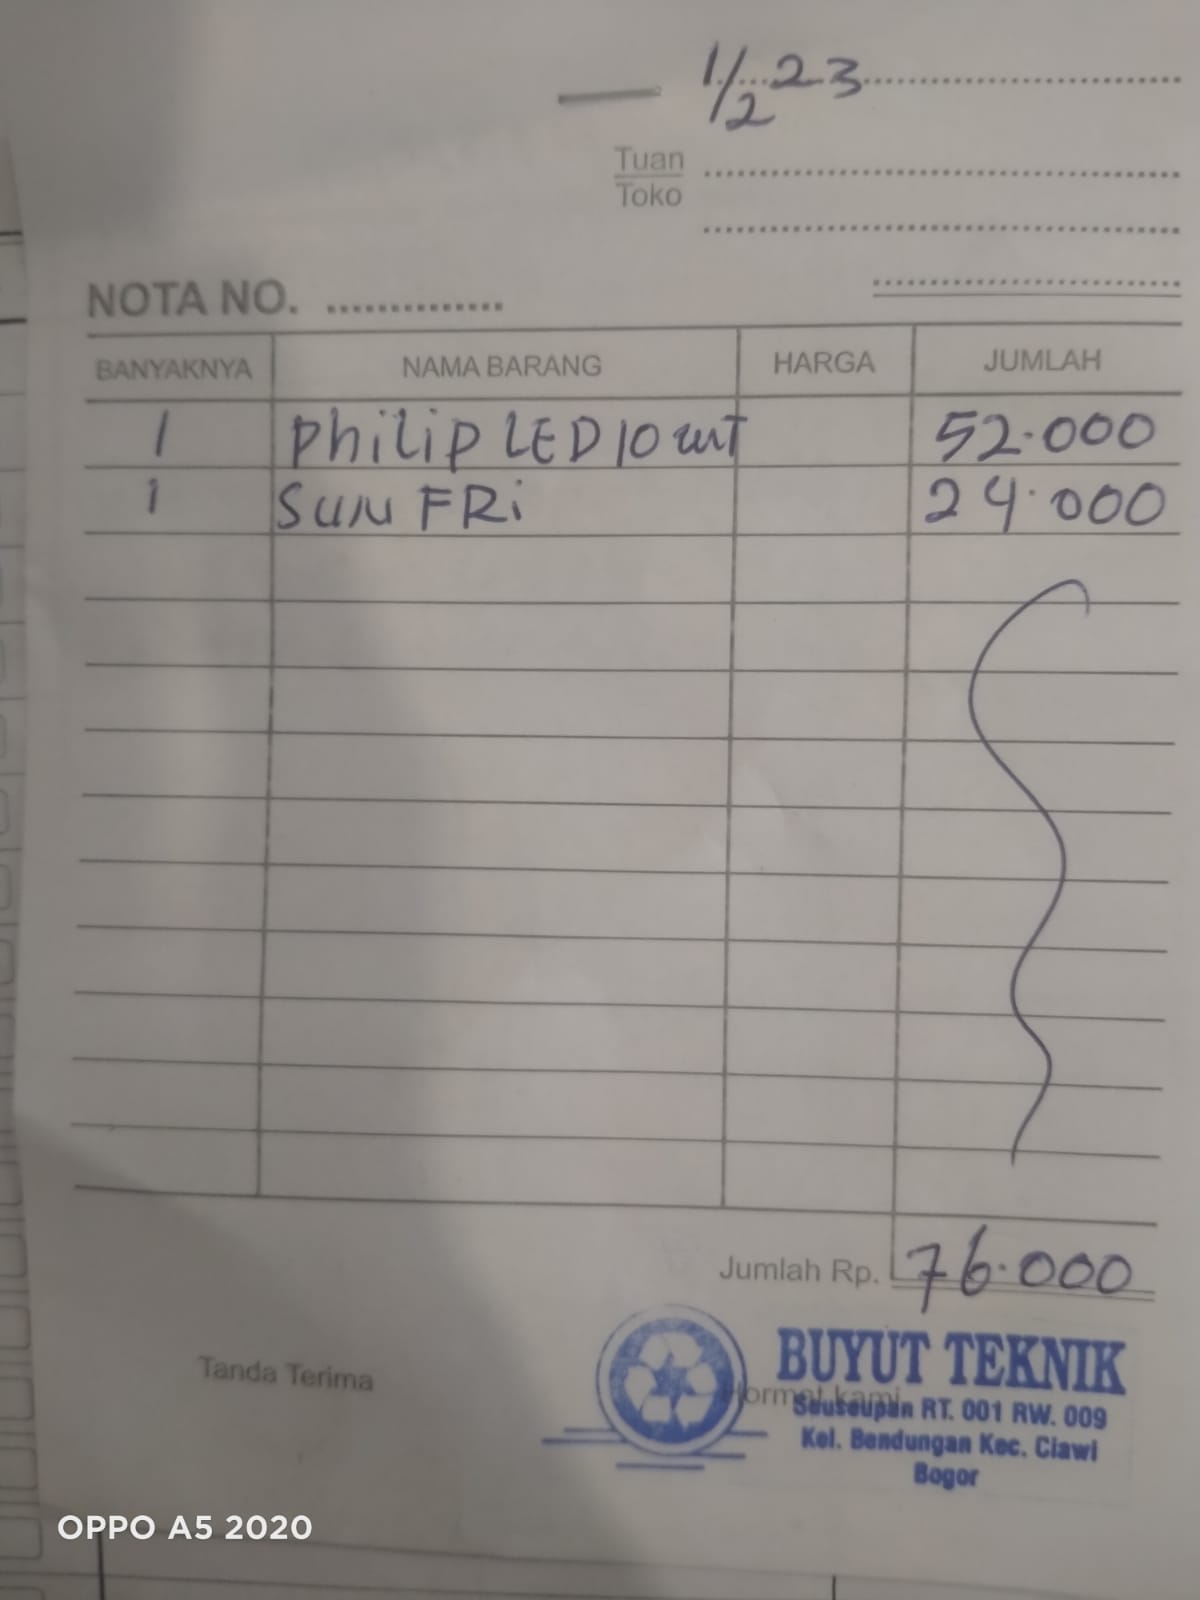 1/2 23
Tuan
Toko
NOTA NO.
BANYAKNYA NAMA BARANG HARGA JUMLAH
1 Philip LED 10 wtT 52.000
1 SUN FRi 24.000
Jumlah Rp. 76.000
Tanda Terima
Hormat kami
BUYUT TEKNIK
Seuseupan RT. 001 RW. 009
Kel. Bendungan Kec. Ciawi
Bogor
OPPO A5 2020